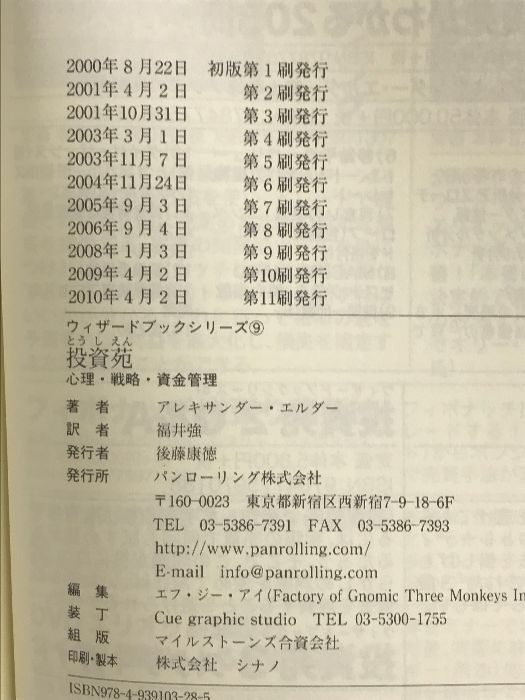 2000年8月22日 初版第1刷発行
2001年4月2日 第2刷発行
2001年10月31日 第3刷発行
2003年3月1日 第4刷発行
2003年11月7日 第5刷発行
2004年11月24日 第6刷発行
2005年9月3日 第7刷発行
2006年9月4日 第8刷発行
2008年1月3日 第9刷発行
2009年4月2日 第10刷発行
2010年4月2日 第11刷発行
ウィザードブックシリーズ⑨
とうしえん
投資苑
心理・戦略・資金管理
著者 アレキサンダー・エルダー
訳者 福井強
発行者 後藤康徳
発行所 パンローリング株式会社
〒160-0023 東京都新宿区西新宿7-9-18-6F
TEL 03-5386-7391 FAX 03-5386-7393
http://www.panrolling.com/
E-mail info@panrolling.com
編集 エフ・ジー・アイ(Factory of Gnomic Three Monkeys In
装丁 Cue graphic studio TEL 03-5300-1755
組版 マイルストーンズ合資会社
印刷・製本 株式会社 シナノ
ISBN978-4-939103-28-5